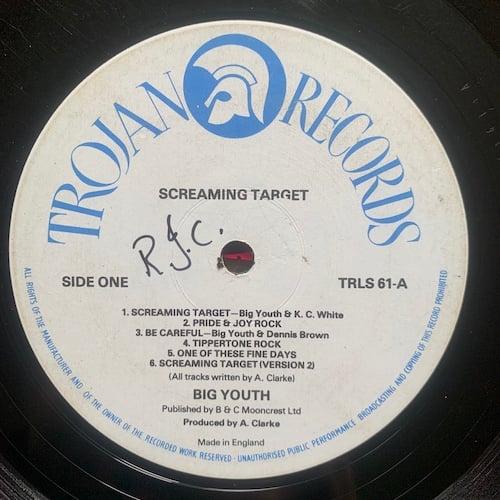 TROJAN RECORDS
SCREAMING TARGET
R.J.C.
SIDE ONE
TRLS 61-A
1. SCREAMING TARGET—Big Youth & K. C. White
2. PRIDE & JOY ROCK
3. BE CAREFUL—Big Youth & Dennis Brown
4. TIPPERTONE ROCK
5. ONE OF THESE FINE DAYS
6. SCREAMING TARGET (VERSION 2)
(All tracks written by A. Clarke)
BIG YOUTH
Published by B & C Mooncrest Ltd
Produced by A. Clarke
Made in England
ALL RIGHTS OF THE MANUFACTURER AND OF THE OWNER OF THE RECORDED WORK RESERVED · UNAUTHORISED PUBLIC PERFORMANCE BROADCASTING AND COPYING OF THIS RECORD PROHIBITED